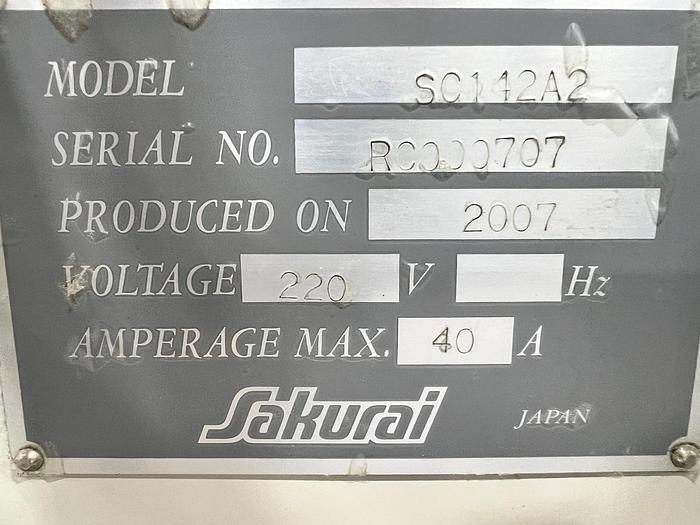 MODEL SC142A2
SERIAL NO. RC000707
PRODUCED ON 2007
VOLTAGE 220 V Hz
AMPERAGE MAX. 40 A
Sakurai JAPAN